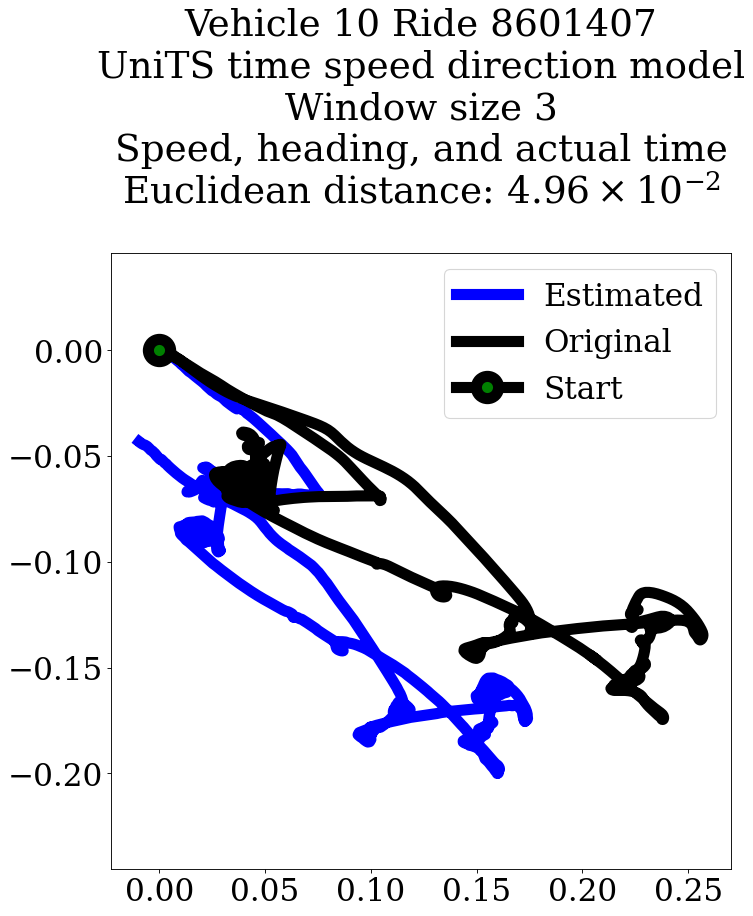 Vehicle 10 Ride 8601407
UniTS time speed direction model
Window size 3
Speed, heading, and actual time
Euclidean distance: 4.96 × 10⁻²
Estimated
Original
Start
0.00
−0.05
−0.10
−0.15
−0.20
0.00 0.05 0.10 0.15 0.20 0.25